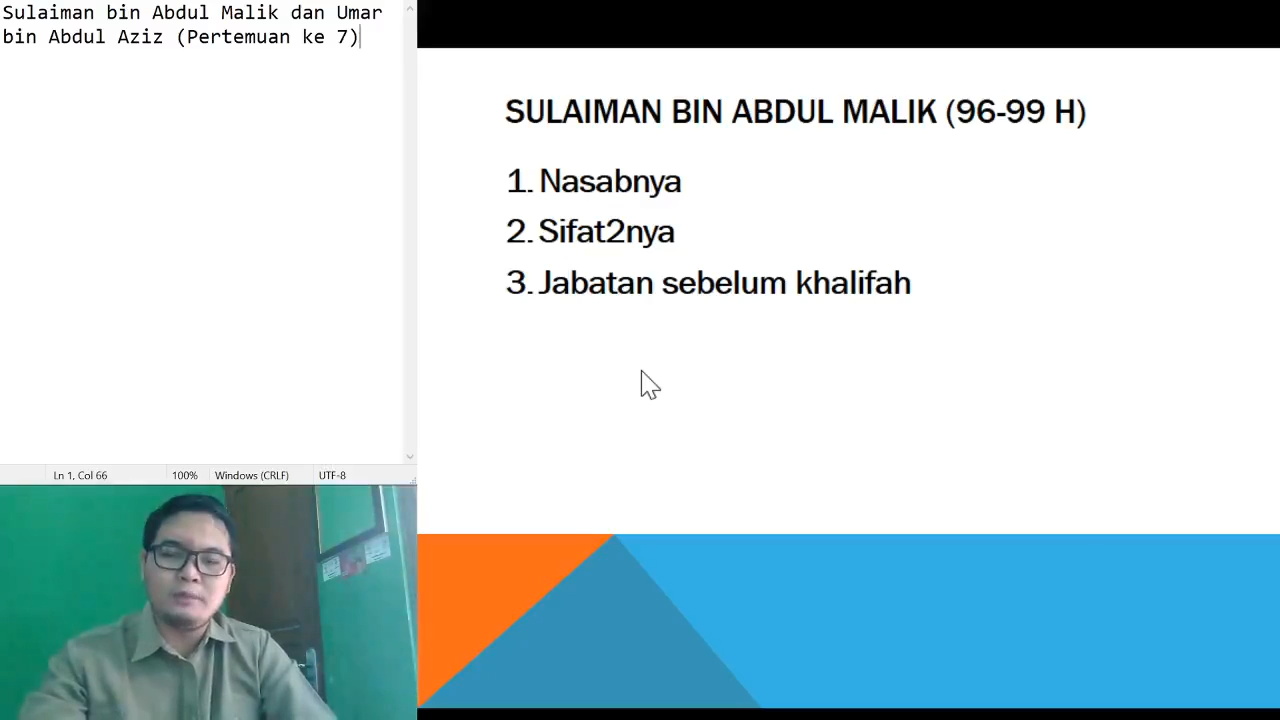 Sulaiman bin Abdul Malik dan Umar
bin Abdul Aziz (Pertemuan ke 7)
SULAIMAN BIN ABDUL MALIK (96-99 H)
1. Nasabnya
2. Sifat2nya
3. Jabatan sebelum khalifah
Ln 1, Col 66
100%
Windows (CRLF)
UTF-8